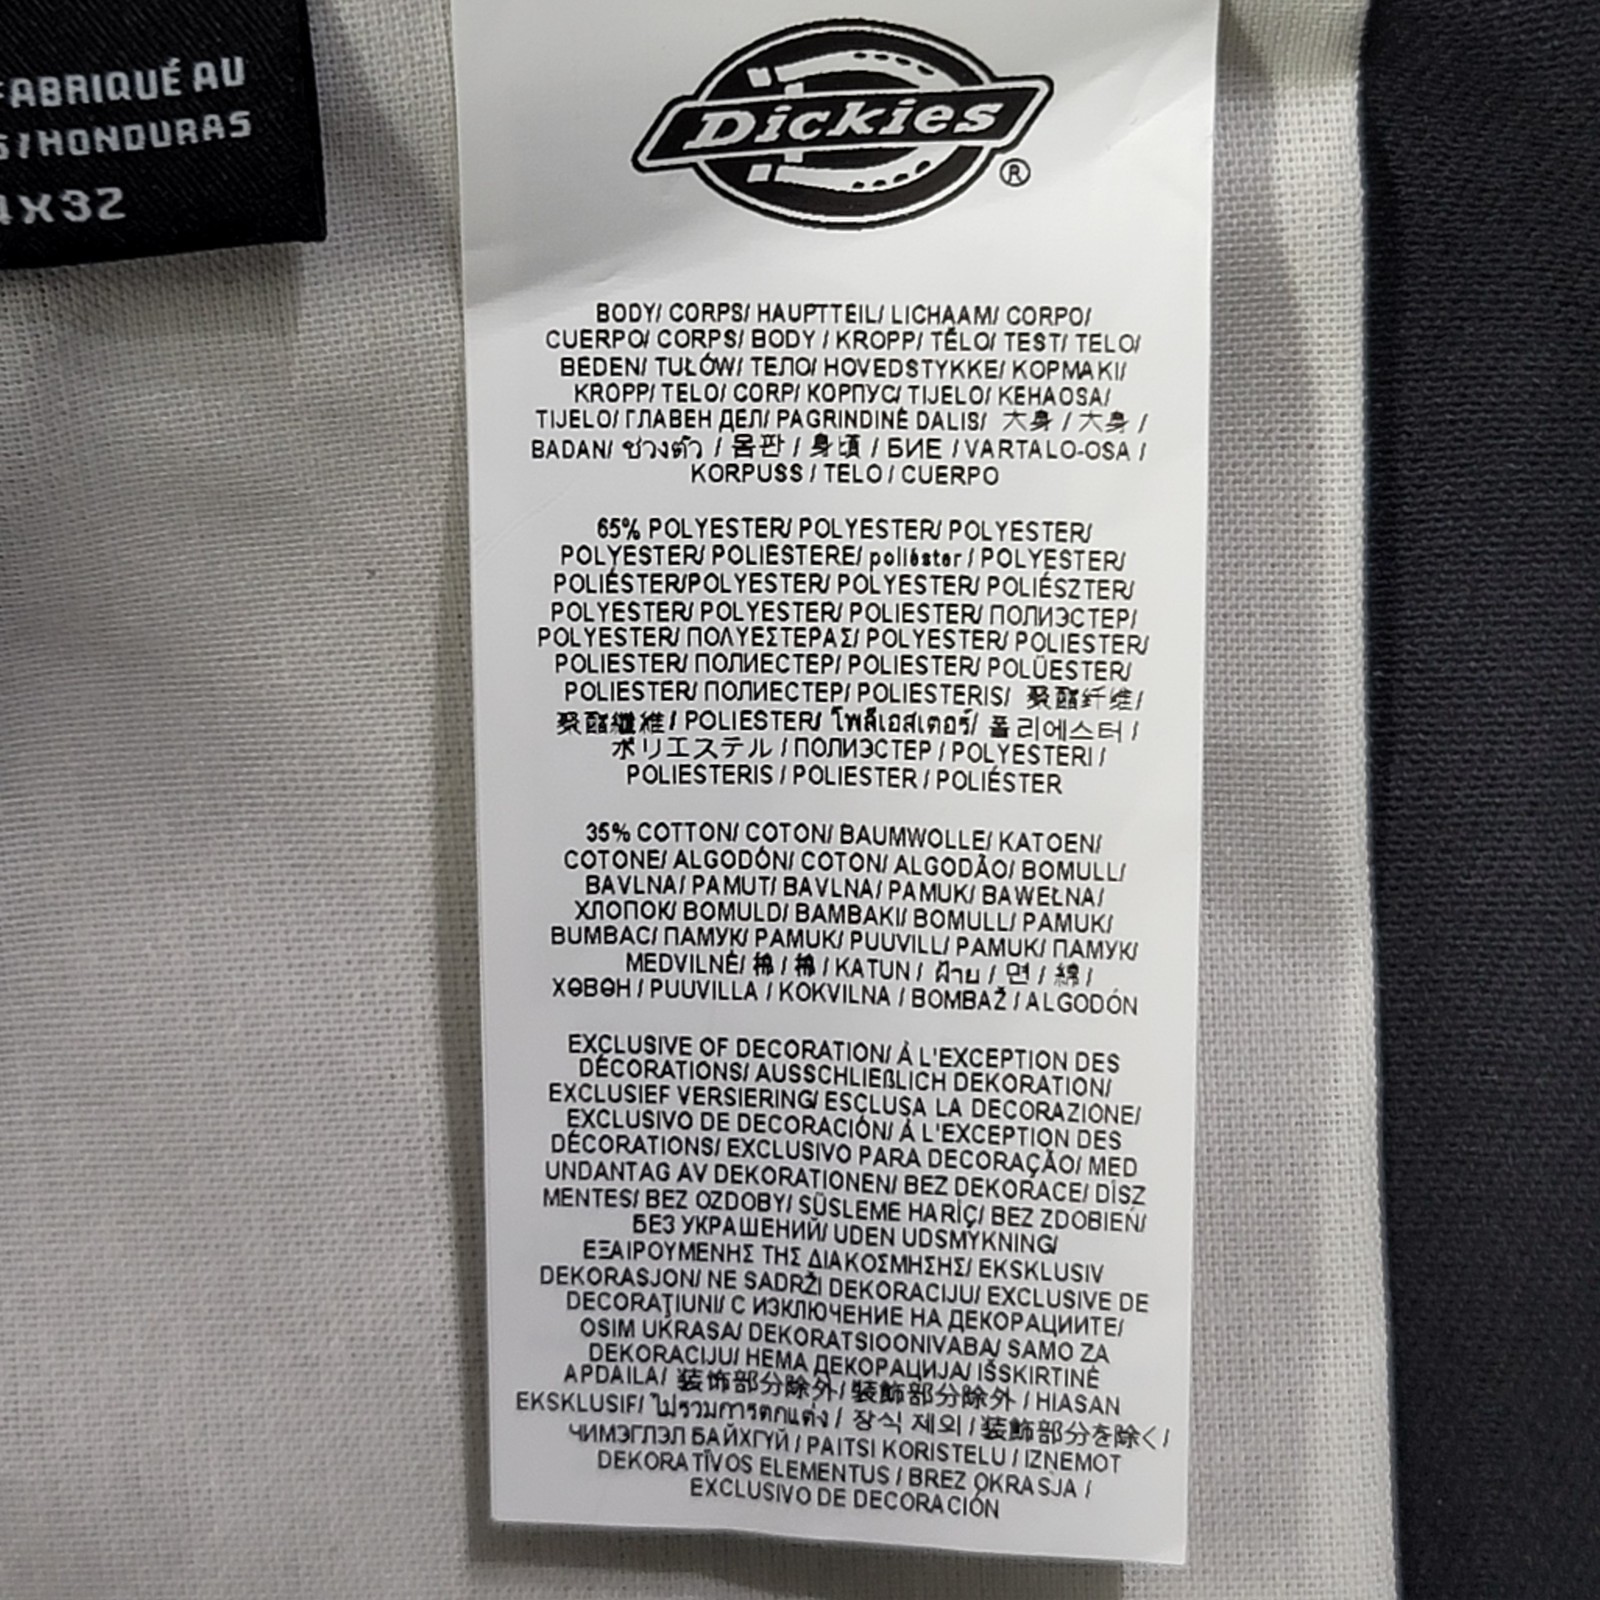 FABRIQUÉ AU
S/HONDURAS
X32
Dickies
®
BODY/ CORPS/ HAUPTTEIL/ LICHAAM/ CORPO/
CUERPO/ CORPS/ BODY / KROPP/ TĚLO/ TEST/ TELO/
BEDEN/ TUŁÓW/ ТЕЛО/ HOVEDSTYKKE/ ΚΟΡΜΑΚΙ/
KROPP/ TELO/ CORP/ КОРПУС/ TIJELO/ KEHAOSA/
TIJELO/ ГЛАВЕН ДЕЛ/ PAGRINDINĖ DALIS/ 大身 / 大身 /
BADAN/ ช่วงตัว / 몸판 / 身頃 / БИЕ / VARTALO-OSA /
KORPUSS / TELO / CUERPO
65% POLYESTER/ POLYESTER/ POLYESTER/
POLYESTER/ POLIESTERE/ poliéster / POLYESTER/
POLIÉSTER/POLYESTER/ POLYESTER/ POLIÉSZTER/
POLYESTER/ POLYESTER/ POLIESTER/ ПОЛИЭСТЕР/
POLYESTER/ ΠΟΛΥΕΣΤΕΡΑΣ/ POLYESTER/ POLIESTER/
POLIESTER/ ПОЛИЕСТЕР/ POLIESTER/ POLÜESTER/
POLIESTER/ ПОЛИЕСТЕР/ POLIESTERIS/ 聚酯纤维/
聚酯纖維/ POLIESTER/ โพลีเอสเตอร์/ 폴리에스터 /
ポリエステル / ПОЛИЭСТЕР / POLYESTERI /
POLIESTERIS / POLIESTER / POLIÉSTER
35% COTTON/ COTON/ BAUMWOLLE/ KATOEN/
COTONE/ ALGODÓN/ COTON/ ALGODÃO/ BOMULL/
BAVLNA/ PAMUT/ BAVLNA/ PAMUK/ BAWEŁNA/
ХЛОПОК/ BOMULD/ ΒΑΜΒΑΚΙ/ BOMULL/ PAMUK/
BUMBAC/ ПАМУК/ PAMUK/ PUUVILL/ PAMUK/ ПАМУК/
MEDVILNĖ/ 棉 / 棉 / KATUN / ฝ้าย / 면 / 綿 /
ХӨВӨН / PUUVILLA / KOKVILNA / BOMBAŽ / ALGODÓN
EXCLUSIVE OF DECORATION/ À L'EXCEPTION DES
DÉCORATIONS/ AUSSCHLIEßLICH DEKORATION/
EXCLUSIEF VERSIERING/ ESCLUSA LA DECORAZIONE/
EXCLUSIVO DE DECORACIÓN/ À L'EXCEPTION DES
DÉCORATIONS/ EXCLUSIVO PARA DECORAÇÃO/ MED
UNDANTAG AV DEKORATIONEN/ BEZ DEKORACE/ DÍSZ
MENTES/ BEZ OZDOBY/ SÜSLEME HARİÇ/ BEZ ZDOBIEŃ/
БЕЗ УКРАШЕНИЙ/ UDEN UDSMYKNING/
ΕΞΑΙΡΟΥΜΕΝΗΣ ΤΗΣ ΔΙΑΚΟΣΜΗΣΗΣ/ EKSKLUSIV
DEKORASJON/ NE SADRŽI DEKORACIJU/ EXCLUSIVE DE
DECORAŢIUNI/ С ИЗКЛЮЧЕНИЕ НА ДЕКОРАЦИИТЕ/
OSIM UKRASA/ DEKORATSIOONIVABA/ SAMO ZA
DEKORACIJU/ НЕМА ДЕКОРАЦИЈА/ IŠSKIRTINĖ
APDAILA/ 装饰部分除外/ 裝飾部分除外 / HIASAN
EKSKLUSIF/ ไม่รวมการตกแต่ง / 장식 제외 / 装飾部分を除く/
ЧИМЭГЛЭЛ БАЙХГҮЙ / PAITSI KORISTELU / IZŅEMOT
DEKORATĪVOS ELEMENTUS / BREZ OKRASJA /
EXCLUSIVO DE DECORACIÓN